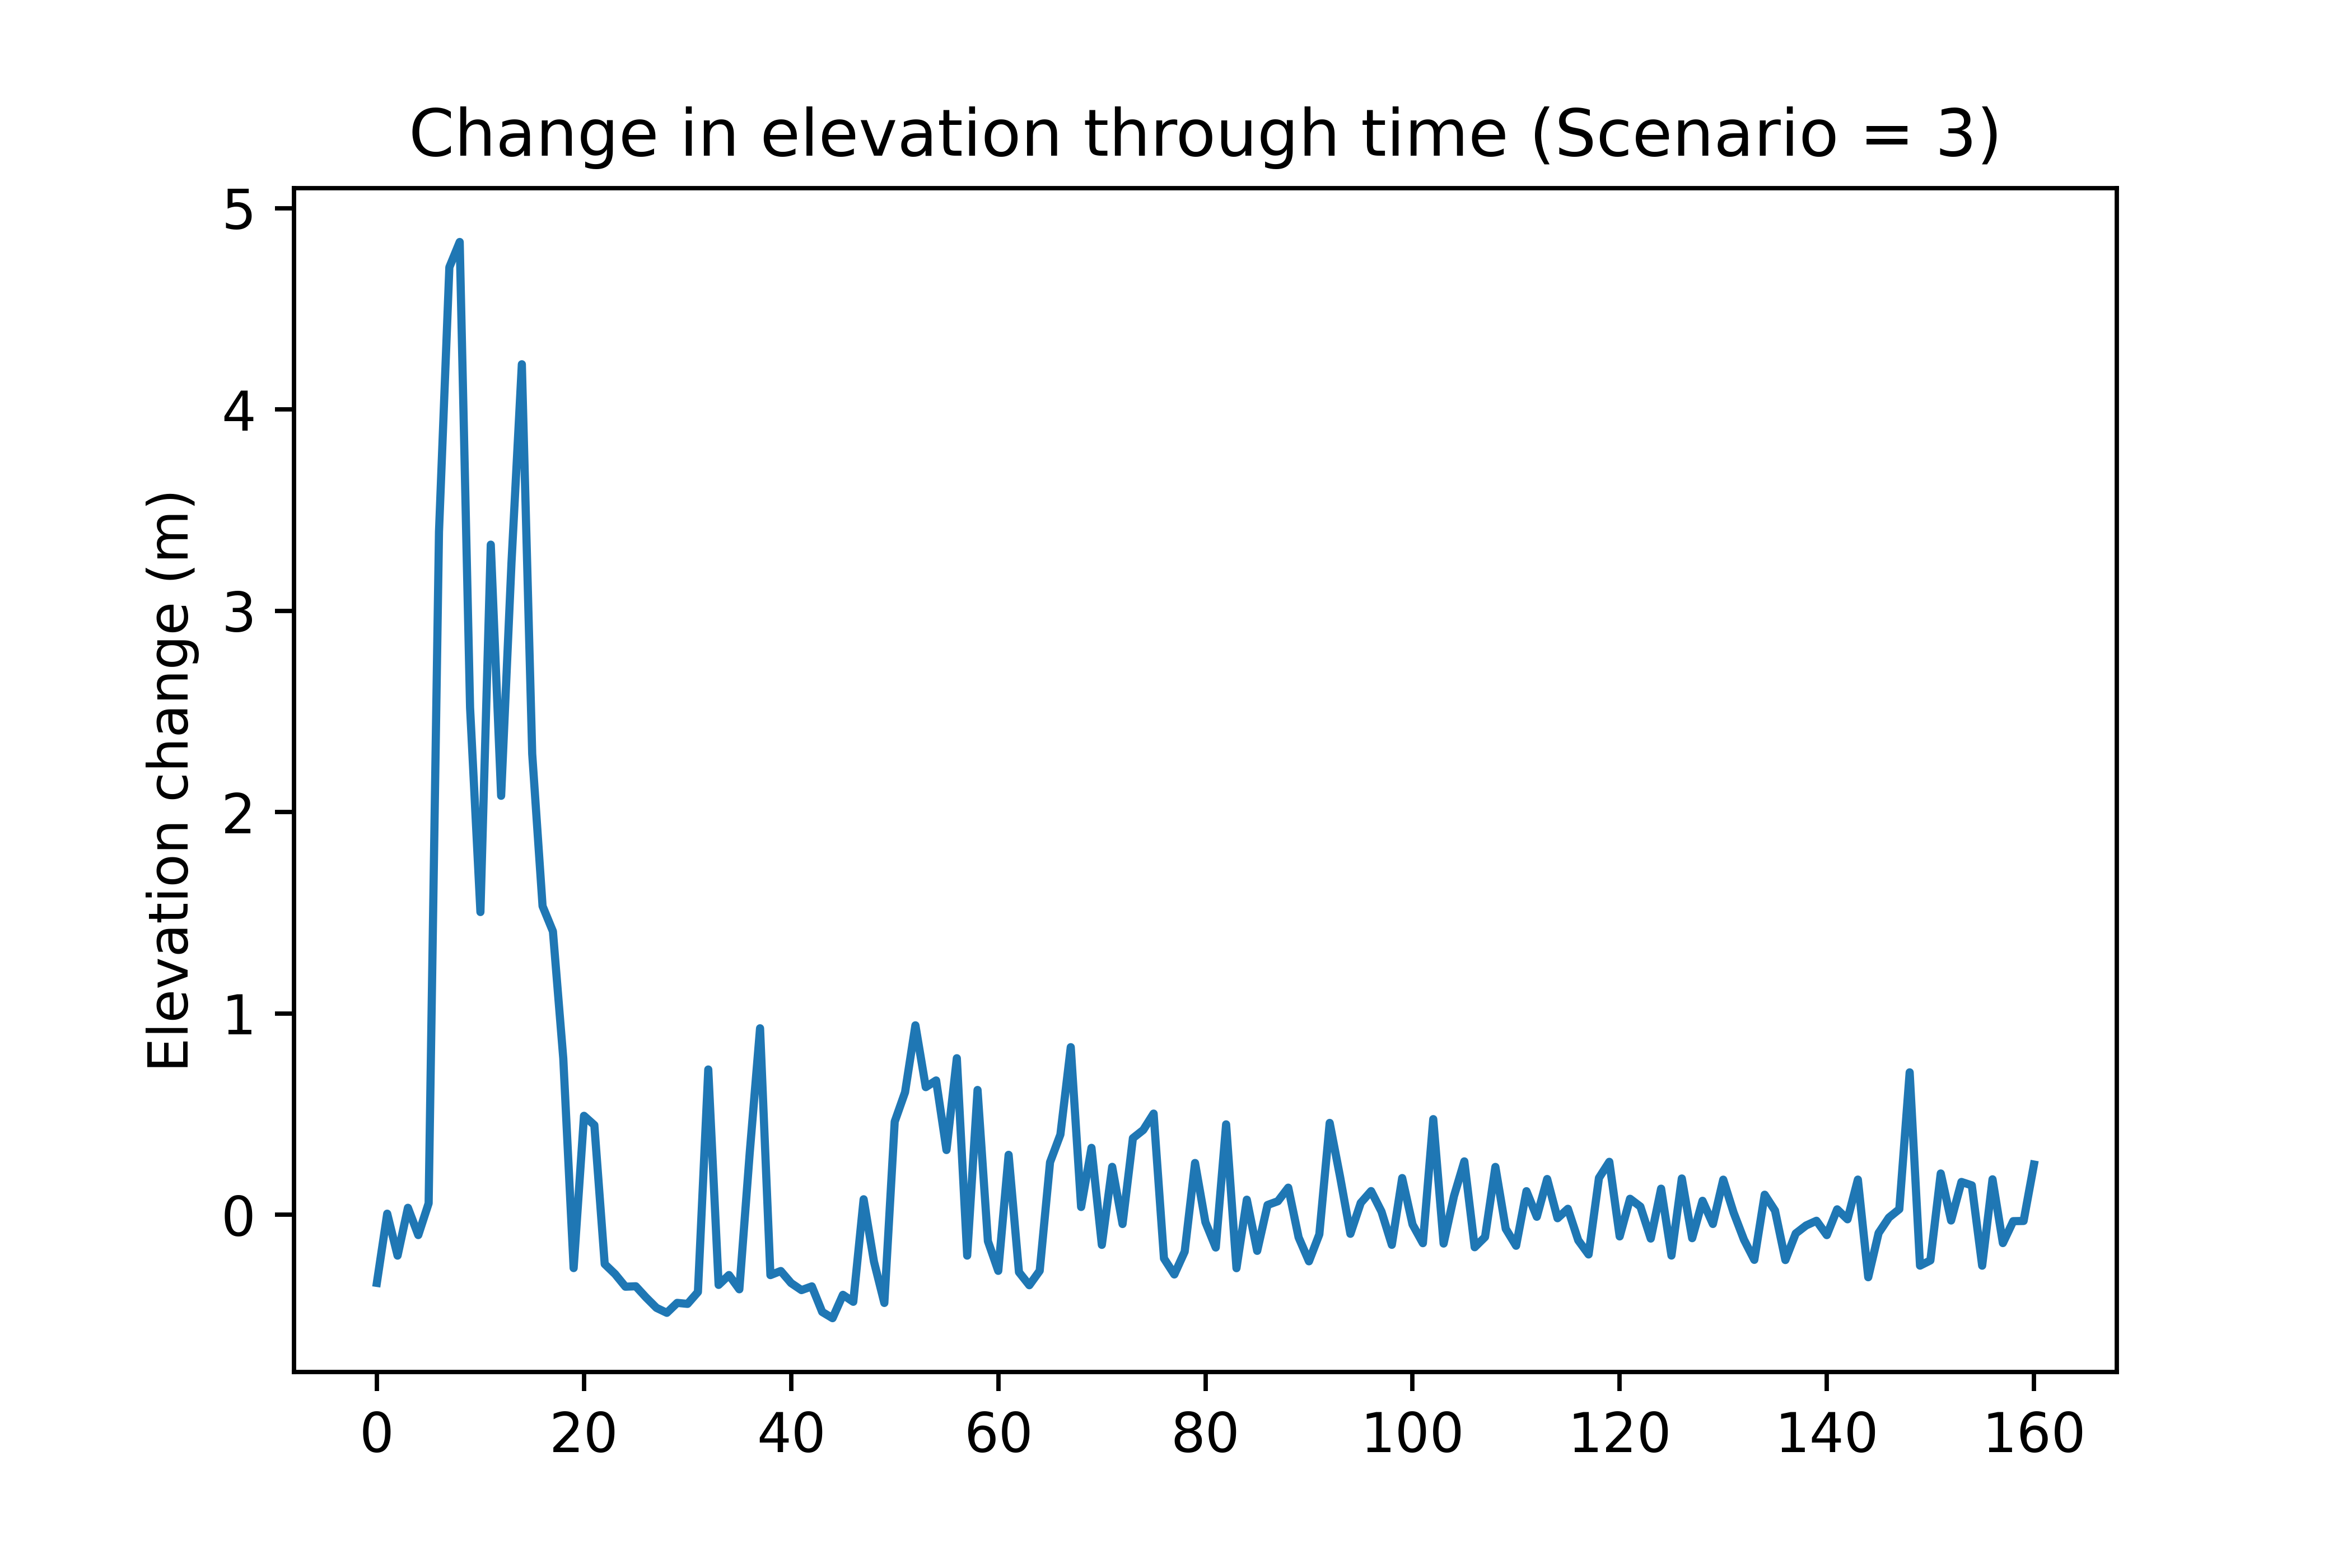 Change in elevation through time (Scenario = 3)
Elevation change (m)
5
4
3
2
1
0
0 20 40 60 80 100 120 140 160